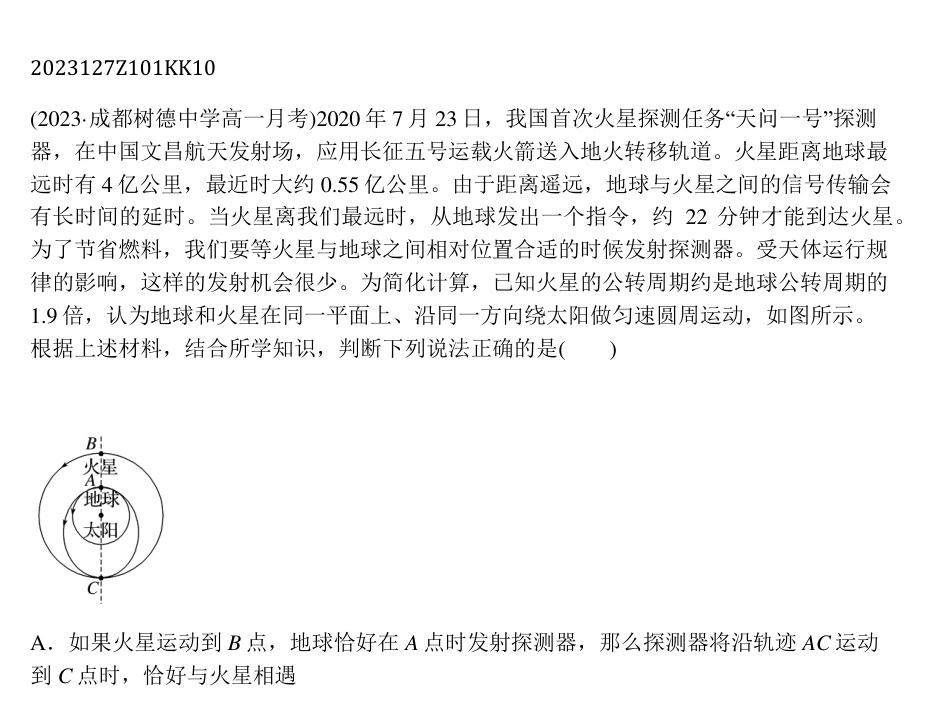 2023127Z101KK10
(2023·成都树德中学高一月考)2020 年 7 月 23 日，我国首次火星探测任务“天问一号”探测
器，在中国文昌航天发射场，应用长征五号运载火箭送入地火转移轨道。火星距离地球最
远时有 4 亿公里，最近时大约 0.55 亿公里。由于距离遥远，地球与火星之间的信号传输会
有长时间的延时。当火星离我们最远时，从地球发出一个指令，约 22 分钟才能到达火星。
为了节省燃料，我们要等火星与地球之间相对位置合适的时候发射探测器。受天体运行规
律的影响，这样的发射机会很少。为简化计算，已知火星的公转周期约是地球公转周期的
1.9 倍，认为地球和火星在同一平面上、沿同一方向绕太阳做匀速圆周运动，如图所示。
根据上述材料，结合所学知识，判断下列说法正确的是(　　)
B
火星
A
地球
太阳
C
A．如果火星运动到 B 点，地球恰好在 A 点时发射探测器，那么探测器将沿轨迹 AC 运动
到 C 点时，恰好与火星相遇